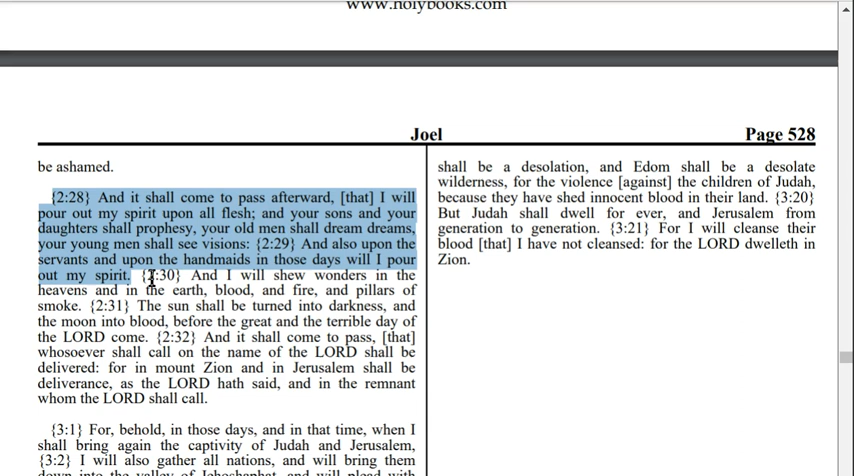 www.holybooks.com
Joel
Page 528
be ashamed.
{2:28} And it shall come to pass afterward, [that] I will
pour out my spirit upon all flesh; and your sons and your
daughters shall prophesy, your old men shall dream dreams,
your young men shall see visions: {2:29} And also upon the
servants and upon the handmaids in those days will I pour
out my spirit. {2:30} And I will shew wonders in the
heavens and in the earth, blood, and fire, and pillars of
smoke. {2:31} The sun shall be turned into darkness, and
the moon into blood, before the great and the terrible day of
the LORD come. {2:32} And it shall come to pass, [that]
whosoever shall call on the name of the LORD shall be
delivered: for in mount Zion and in Jerusalem shall be
deliverance, as the LORD hath said, and in the remnant
whom the LORD shall call.
{3:1} For, behold, in those days, and in that time, when I
shall bring again the captivity of Judah and Jerusalem,
{3:2} I will also gather all nations, and will bring them
down into the valley of Jehoshaphat, and will plead with
shall be a desolation, and Edom shall be a desolate
wilderness, for the violence [against] the children of Judah,
because they have shed innocent blood in their land. {3:20}
But Judah shall dwell for ever, and Jerusalem from
generation to generation. {3:21} For I will cleanse their
blood [that] I have not cleansed: for the LORD dwelleth in
Zion.